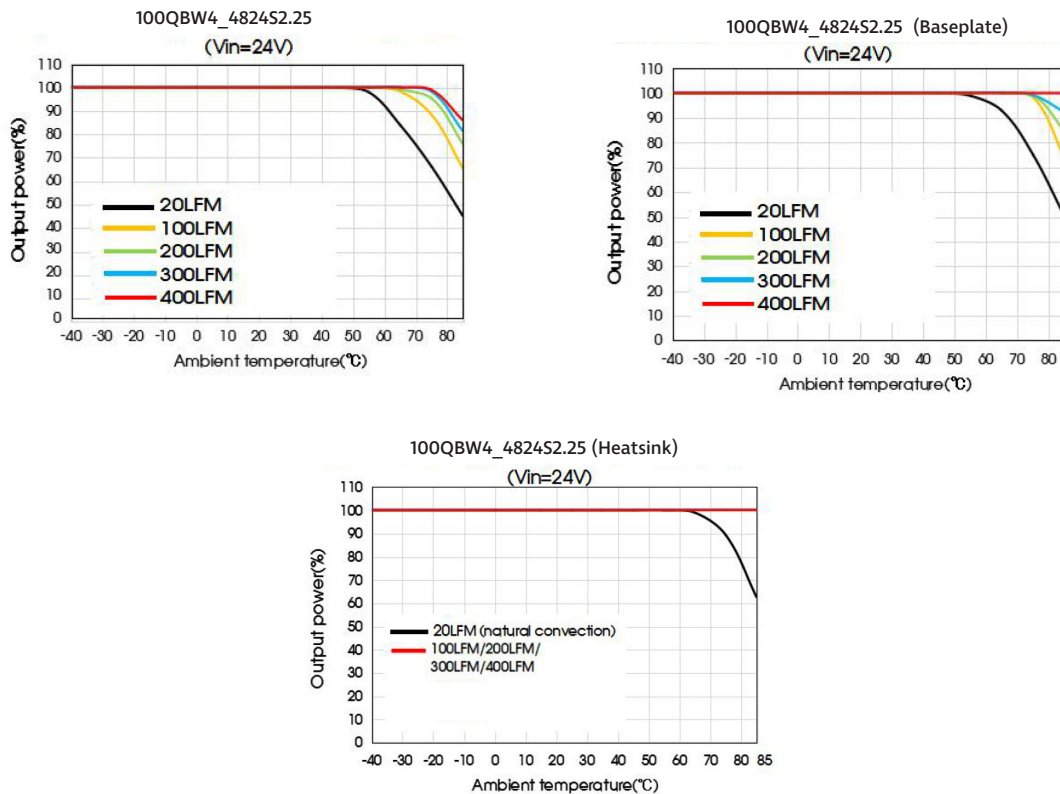 100QBW4_4824S2.25
(Vin=24V)
110
100
90
80
70
60
50
40
30
20
10
0
Output power(%)
20LFM
100LFM
200LFM
300LFM
400LFM
-40 -30 -20 -10 0 10 20 30 40 50 60 70 80
Ambient temperature(℃)
100QBW4_4824S2.25 (Baseplate)
(Vin=24V)
110
100
90
80
70
60
50
40
30
20
10
0
Output power(%)
20LFM
100LFM
200LFM
300LFM
400LFM
-40 -30 -20 -10 0 10 20 30 40 50 60 70 80
Ambient temperature(℃)
100QBW4_4824S2.25 (Heatsink)
(Vin=24V)
110
100
90
80
70
60
50
40
30
20
10
0
Output power(%)
20LFM (natural convection)
100LFM/200LFM/
300LFM/400LFM
-40 -30 -20 -10 0 10 20 30 40 50 60 70 80 85
Ambient temperature(℃)